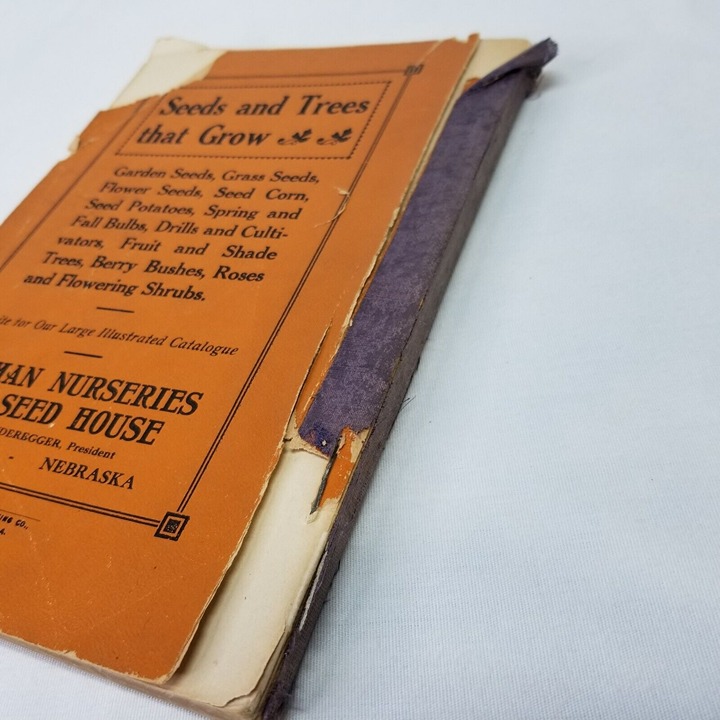 Seeds and Trees
that Grow
Garden Seeds, Grass Seeds,
Flower Seeds, Seed Corn,
Seed Potatoes, Spring and
Fall Bulbs, Drills and Culti-
vators, Fruit and Shade
Trees, Berry Bushes, Roses
and Flowering Shrubs.
for Our Large Illustrated Catalogue
MAN NURSERIES
SEED HOUSE
DEREGGER, President
- NEBRASKA
CO.,